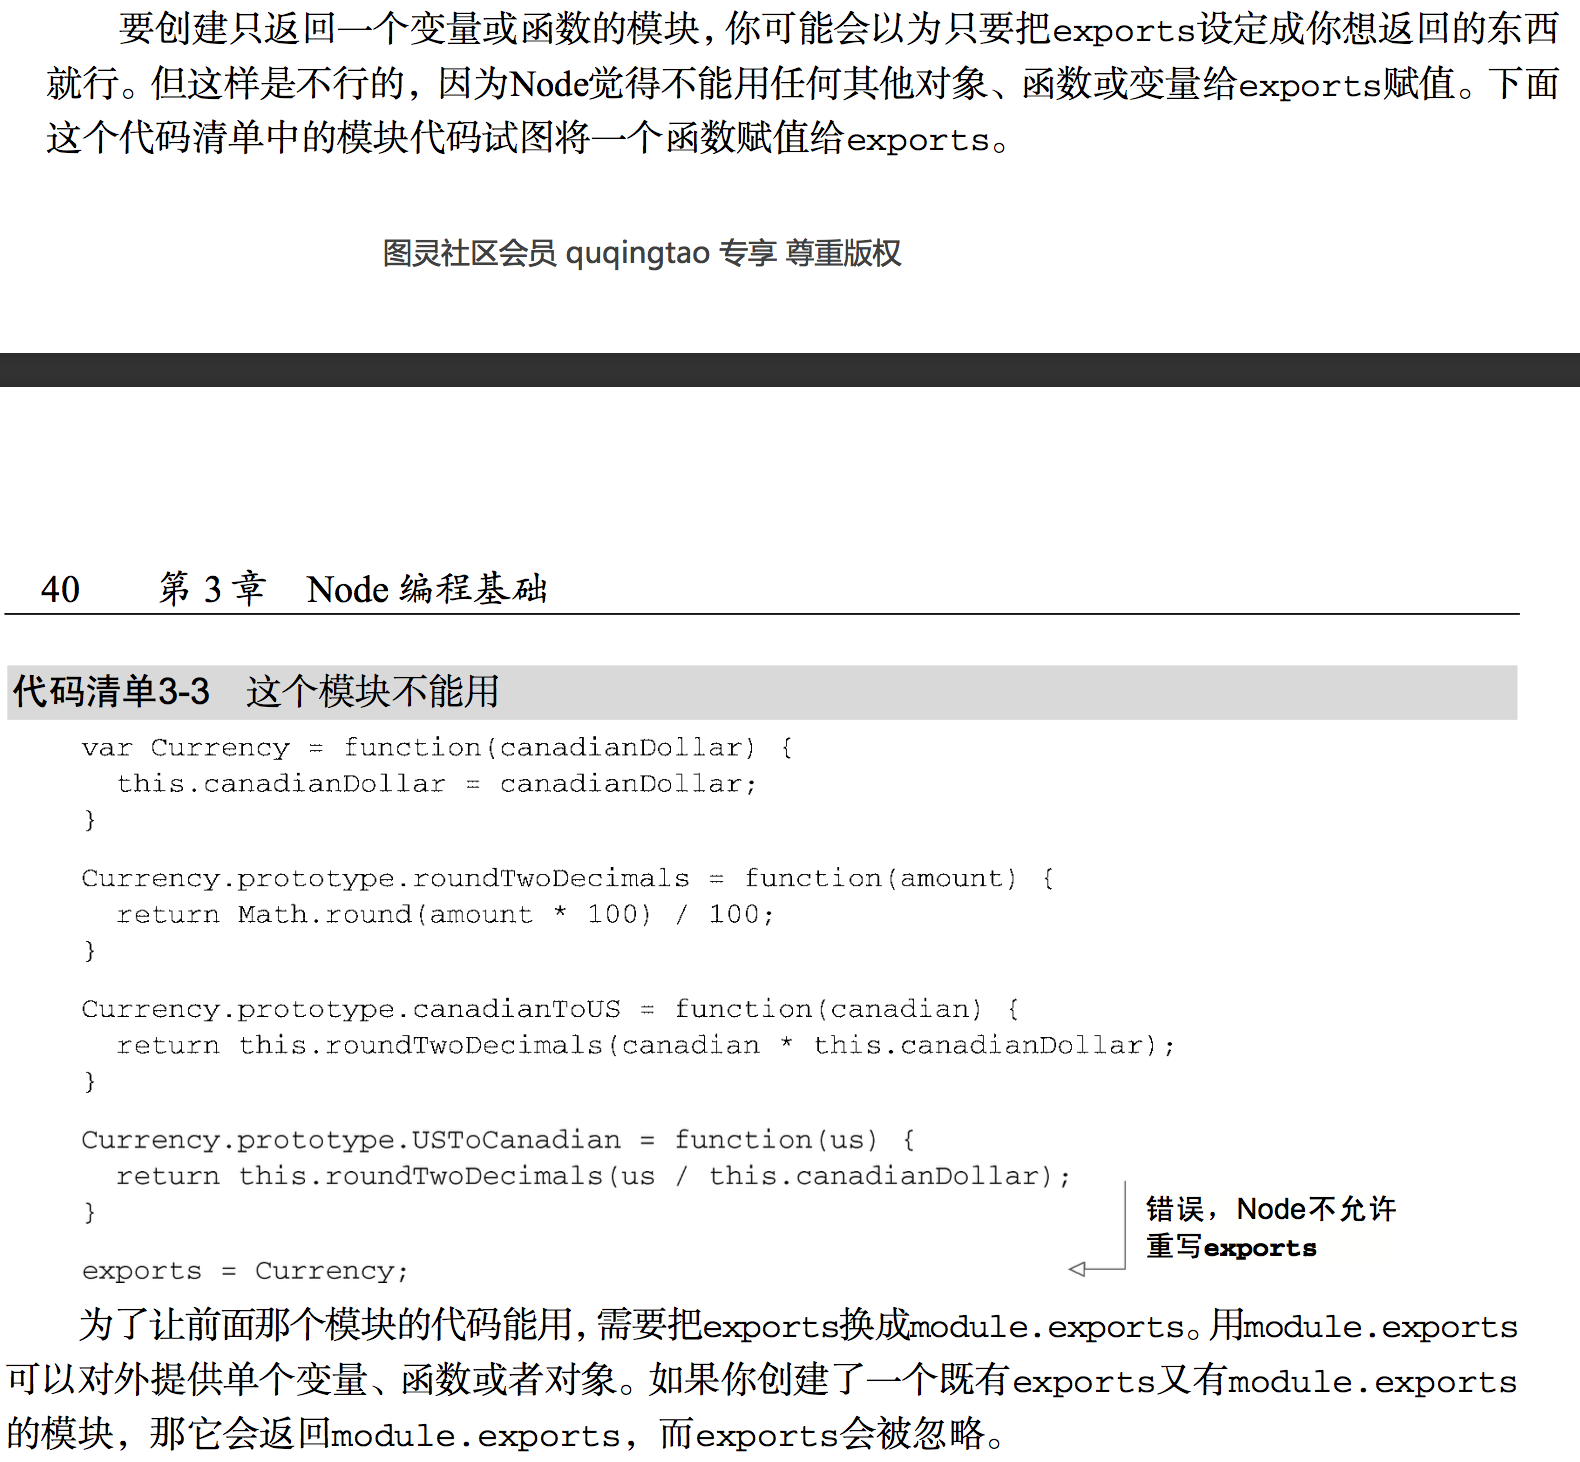 要创建只返回一个变量或函数的模块，你可能会以为只要把exports设定成你想返回的东西
就行。但这样是不行的，因为Node觉得不能用任何其他对象、函数或变量给exports赋值。下面
这个代码清单中的模块代码试图将一个函数赋值给exports。
图灵社区会员 quqingtao 专享 尊重版权
40 第 3 章 Node 编程基础
代码清单3-3 这个模块不能用
var Currency = function(canadianDollar) {
  this.canadianDollar = canadianDollar;
}
Currency.prototype.roundTwoDecimals = function(amount) {
  return Math.round(amount * 100) / 100;
}
Currency.prototype.canadianToUS = function(canadian) {
  return this.roundTwoDecimals(canadian * this.canadianDollar);
}
Currency.prototype.USToCanadian = function(us) {
  return this.roundTwoDecimals(us / this.canadianDollar);
}
错误，Node不允许
重写exports
exports = Currency;
为了让前面那个模块的代码能用，需要把exports换成module.exports。用module.exports
可以对外提供单个变量、函数或者对象。如果你创建了一个既有exports又有module.exports
的模块，那它会返回module.exports，而exports会被忽略。